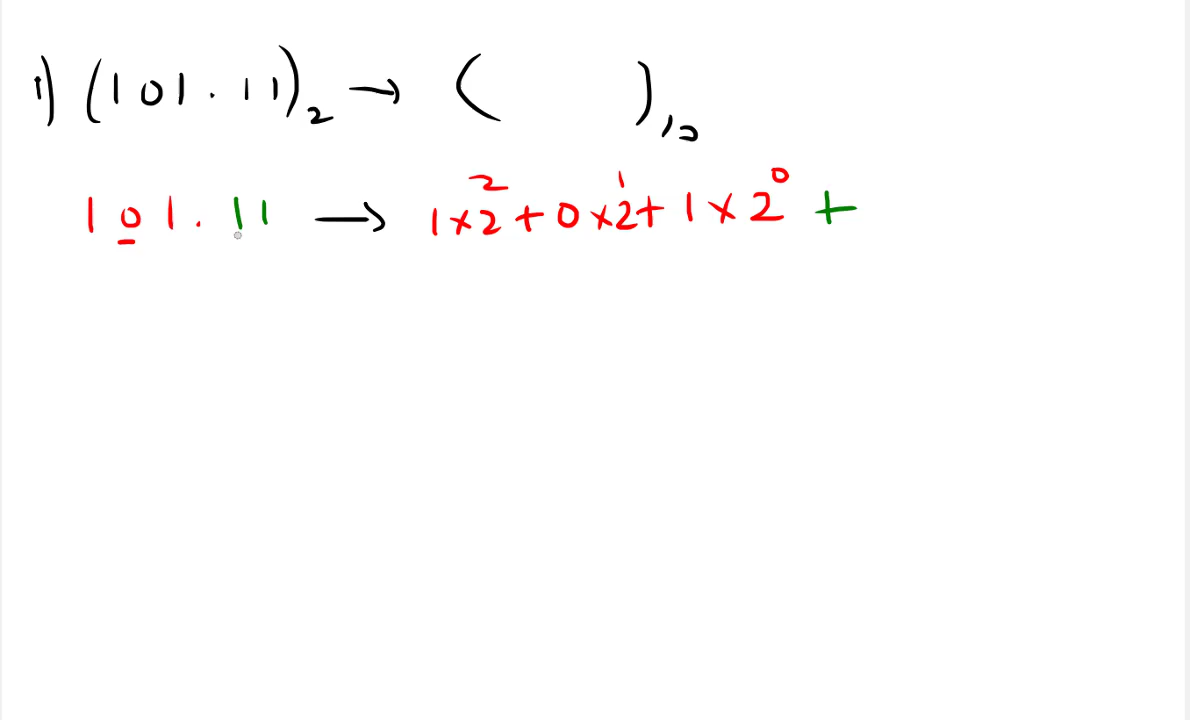 1) (101.11)₂ → (      )₁₀
101.11 → 1×2² + 0×2¹ + 1×2⁰ +